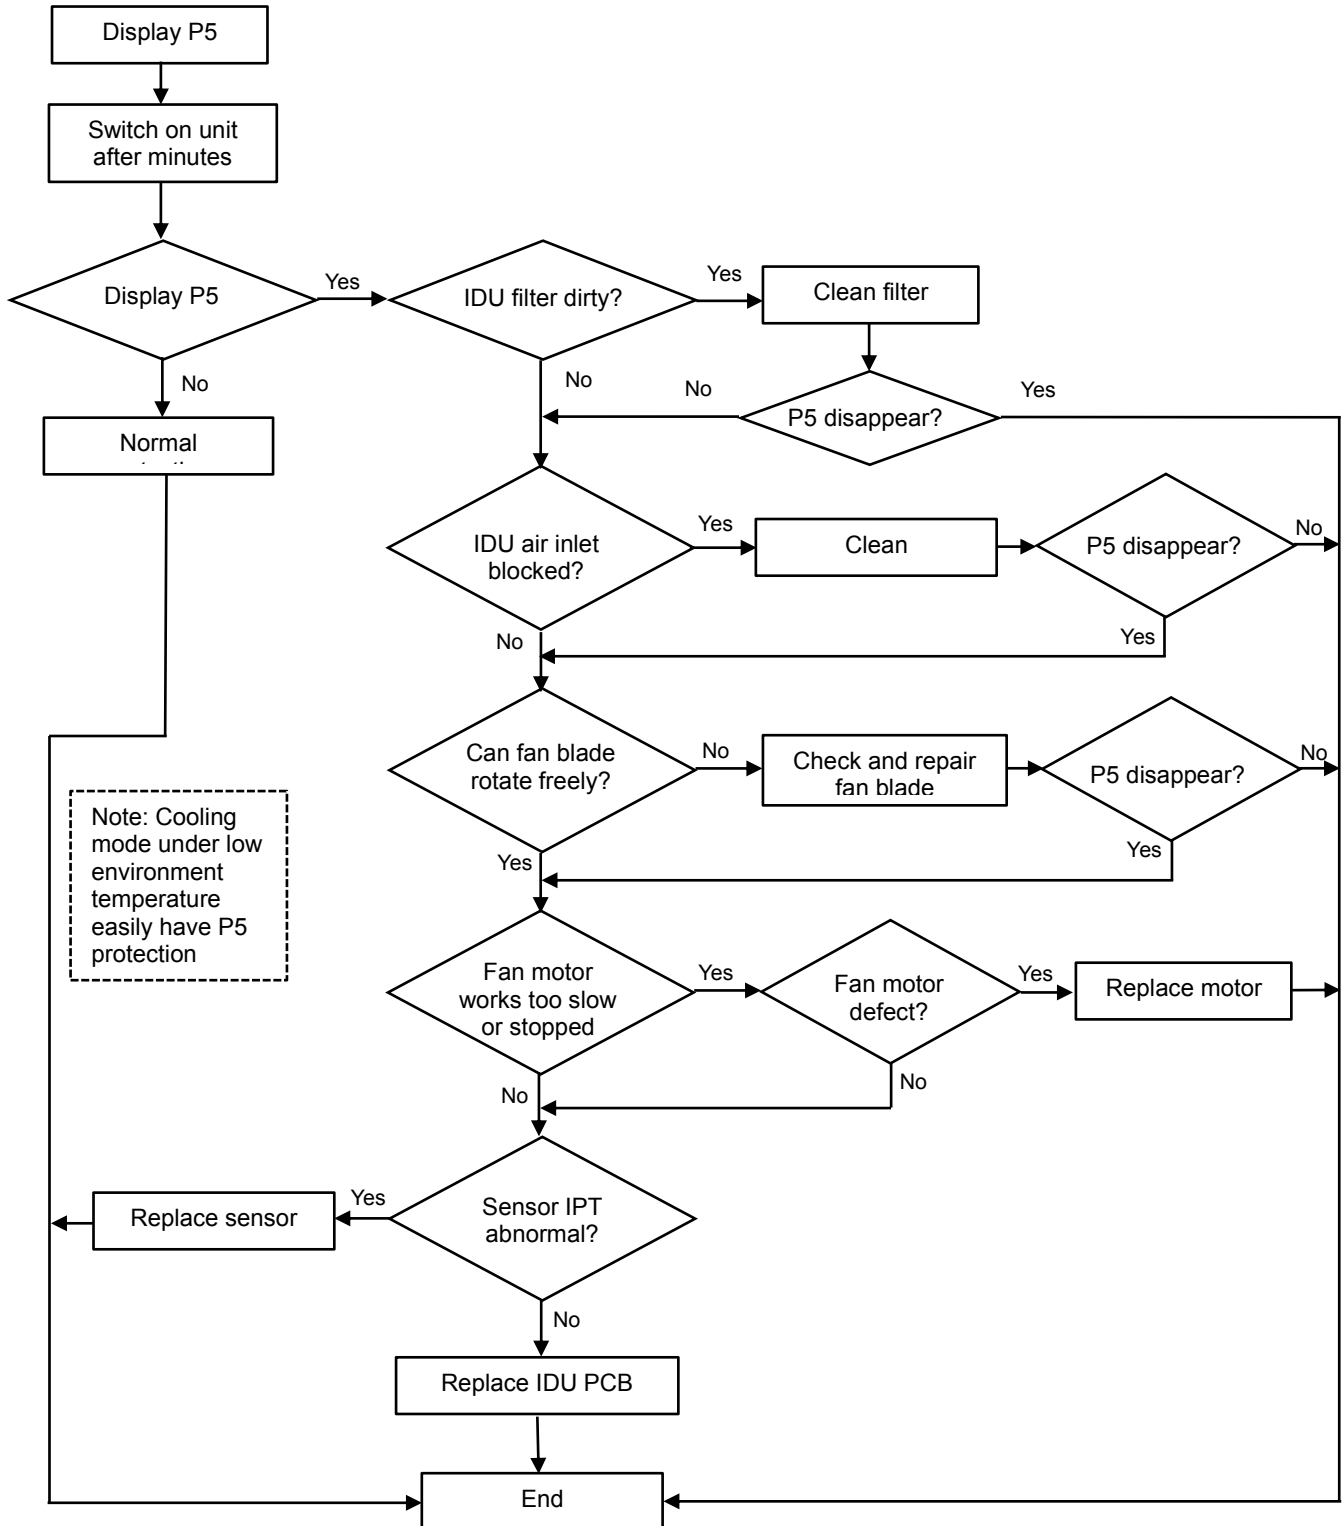 Display P5
Switch on unit
after minutes
Display P5
Yes
IDU filter dirty?
Yes
Clean filter
No
No
No
P5 disappear?
Yes
Normal
IDU air inlet
blocked?
Yes
Clean
P5 disappear?
No
No
Yes
Can fan blade
rotate freely?
No
Check and repair
fan blade
P5 disappear?
No
Yes
Yes
Note: Cooling
mode under low
environment
temperature
easily have P5
protection
Fan motor
works too slow
or stopped
Yes
Fan motor
defect?
Yes
Replace motor
No
No
Replace sensor
Yes
Sensor IPT
abnormal?
No
Replace IDU PCB
End